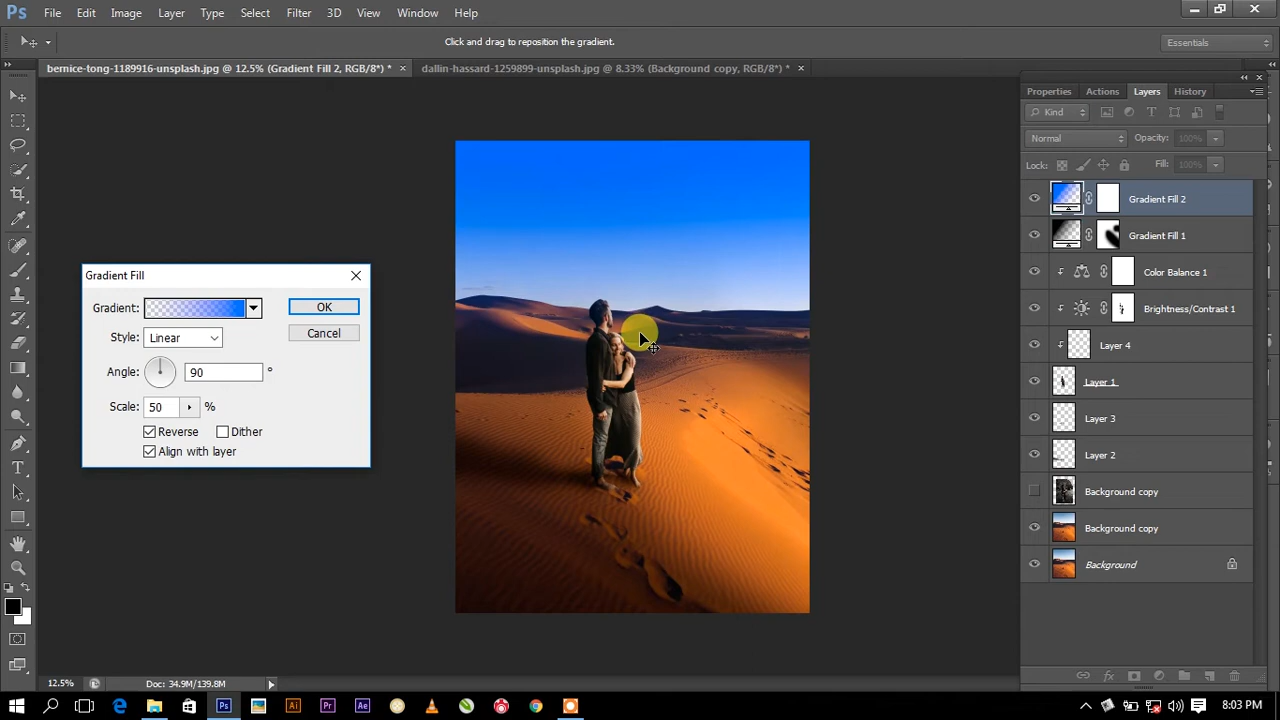 Ps File Edit Image Layer Type Select Filter 3D View Window Help
Click and drag to reposition the gradient.
Essentials
bernice-tong-1189916-unsplash.jpg @ 12.5% (Gradient Fill 2, RGB/8*) * ×
dallin-hassard-1259899-unsplash.jpg @ 8.33% (Background copy, RGB/8*) * ×
Properties Actions Layers History
Kind
Normal Opacity: 100%
Lock: Fill: 100%
Gradient Fill 2
Gradient Fill 1
Color Balance 1
Brightness/Contrast 1
Layer 4
Layer 1
Layer 3
Layer 2
Background copy
Background copy
Background
Gradient Fill
Gradient: OK
Style: Linear Cancel
Angle: 90 °
Scale: 50 %
Reverse Dither
Align with layer
12.5% Doc: 34.9M/139.8M
Ps Ai Pr Ae 8:03 PM